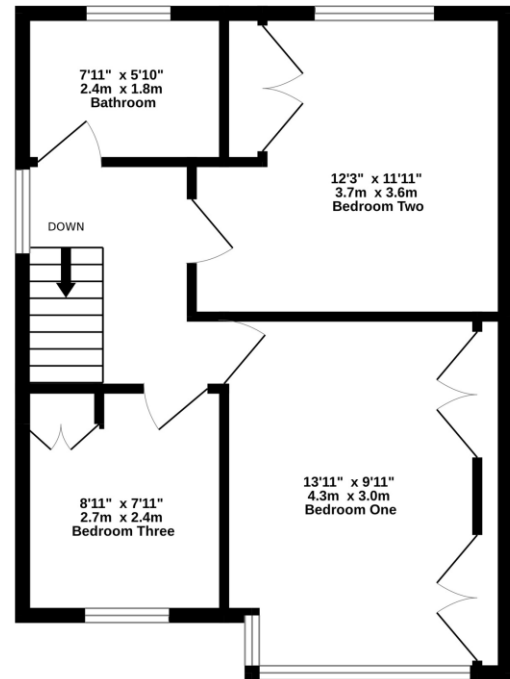 7'11" x 5'10"
2.4m x 1.8m
Bathroom
12'3" x 11'11"
3.7m x 3.6m
Bedroom Two
DOWN
13'11" x 9'11"
4.3m x 3.0m
Bedroom One
8'11" x 7'11"
2.7m x 2.4m
Bedroom Three